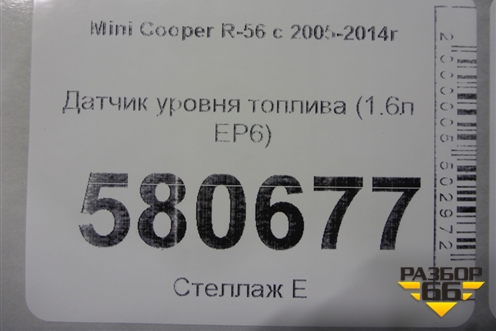 Mini Cooper R-56 с 2005-2014г
Датчик уровня топлива (1.6л
EP6)
580677
Стеллаж Е
2000005502972
РАЗБОР
66